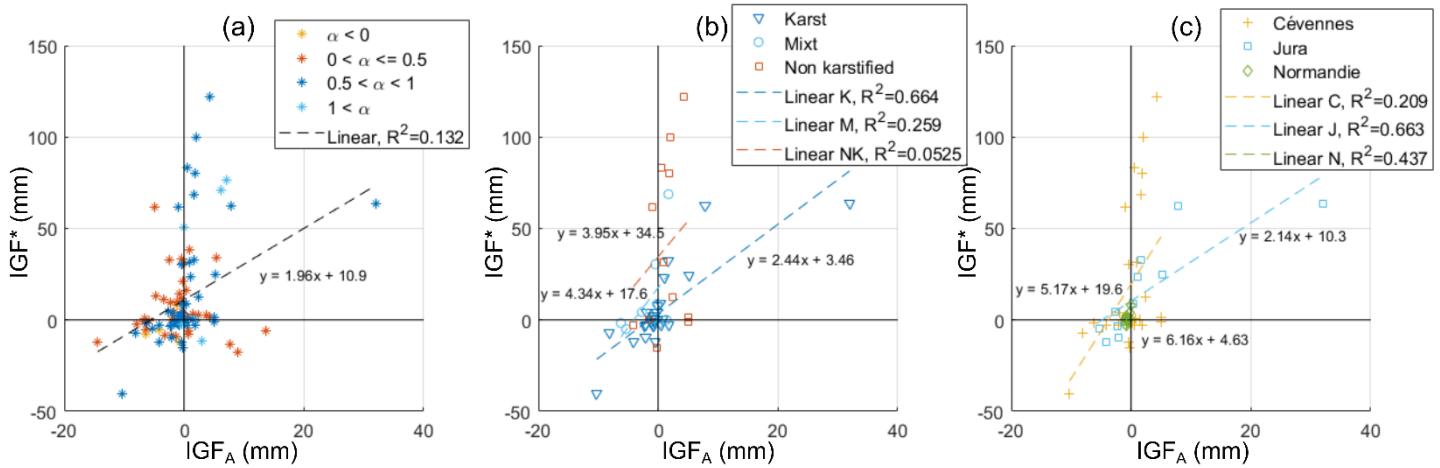 (a)
α < 0
0 < α <= 0.5
0.5 < α < 1
1 < α
Linear, R²=0.132
150
100
50
0
-50
IGF* (mm)
y = 1.96x + 10.9
-20
0
20
40
IGF_A (mm)
(b)
Karst
Mixt
Non karstified
Linear K, R²=0.664
Linear M, R²=0.259
Linear NK, R²=0.0525
150
100
50
0
-50
IGF* (mm)
y = 3.95x + 34.5
y = 2.44x + 3.46
y = 4.34x + 17.6
-20
0
20
40
IGF_A (mm)
(c)
Cévennes
Jura
Normandie
Linear C, R²=0.209
Linear J, R²=0.663
Linear N, R²=0.437
150
100
50
0
-50
IGF* (mm)
y = 2.14x + 10.3
y = 5.17x + 19.6
y = 6.16x + 4.63
-20
0
20
40
IGF_A (mm)